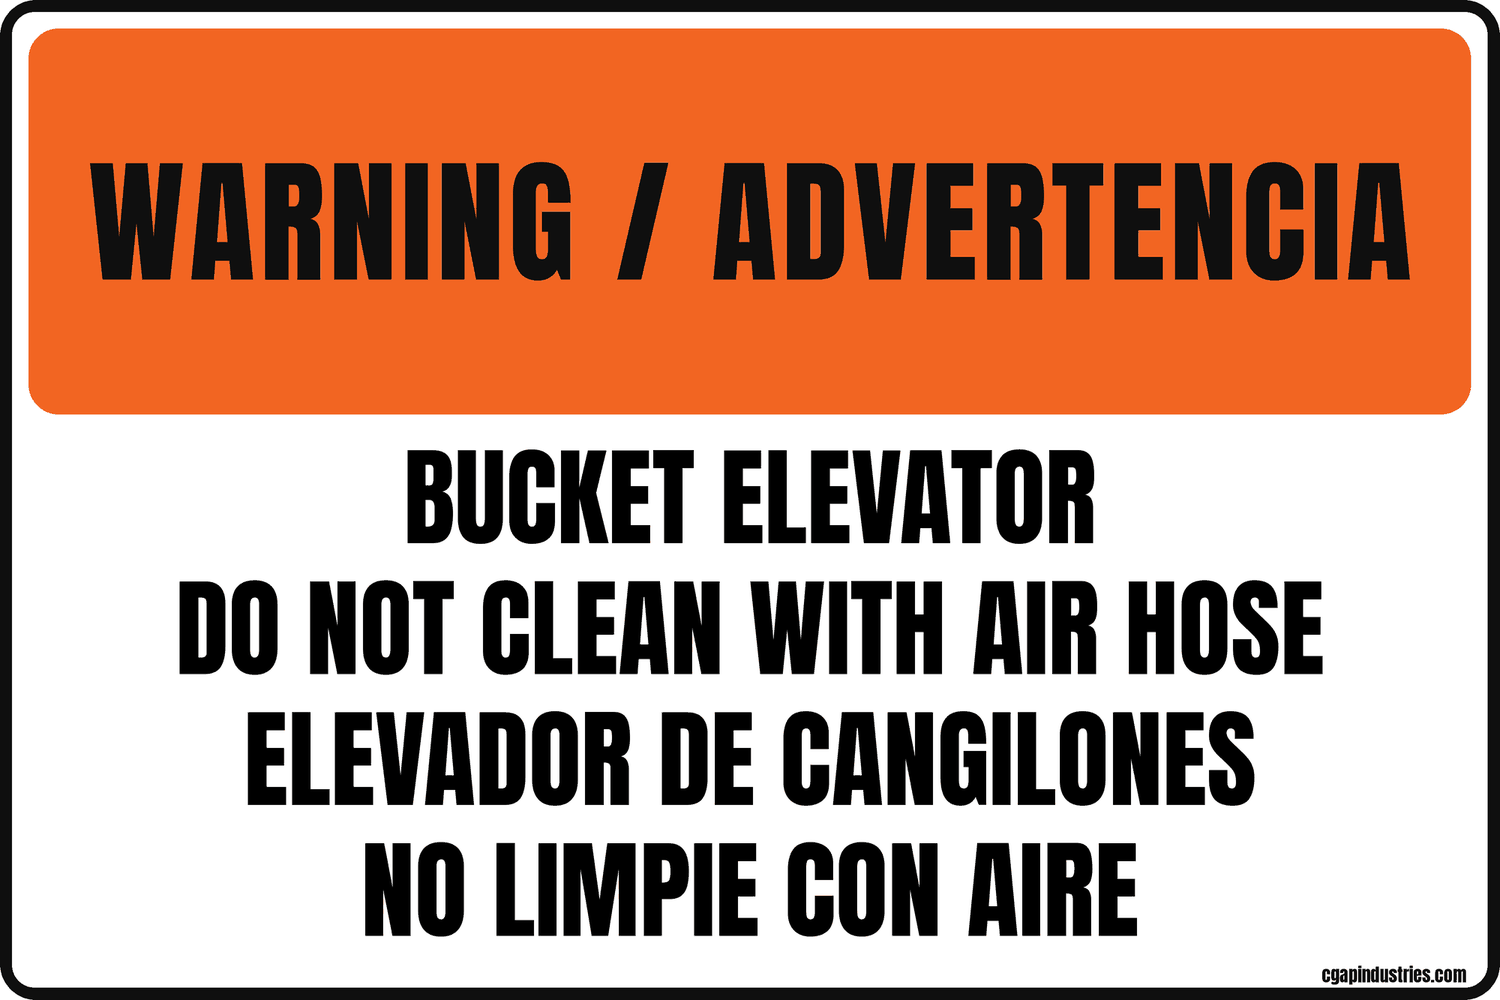 WARNING / ADVERTENCIA
BUCKET ELEVATOR
DO NOT CLEAN WITH AIR HOSE
ELEVADOR DE CANGILONES
NO LIMPIE CON AIRE
cgapindustries.com